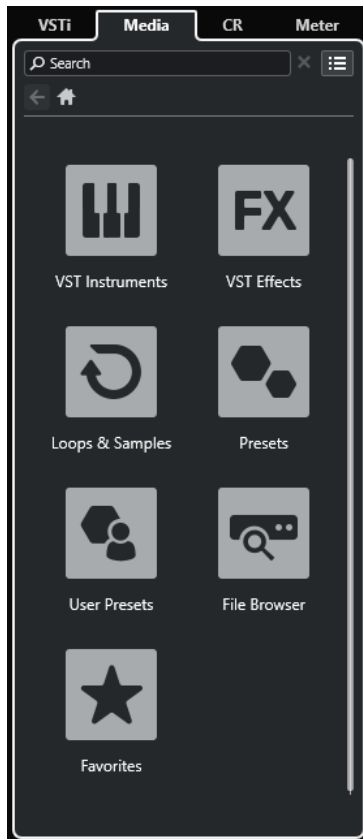 VSTi Media CR Meter
Search
FX
VST Instruments VST Effects
Loops & Samples Presets
User Presets File Browser
Favorites